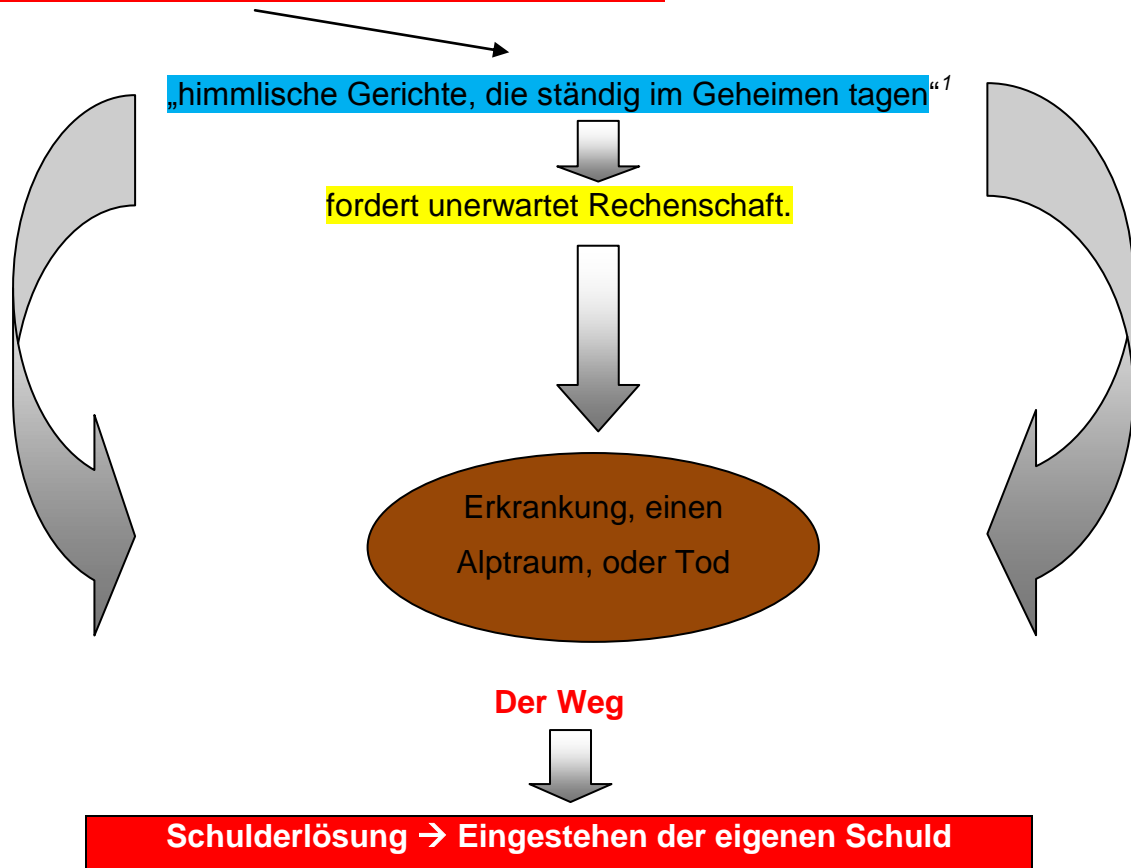 „himmlische Gerichte, die ständig im Geheimen tagen“1
fordert unerwartet Rechenschaft.
Erkrankung, einen
Alptraum, oder Tod
Der Weg
Schulderlösung → Eingestehen der eigenen Schuld